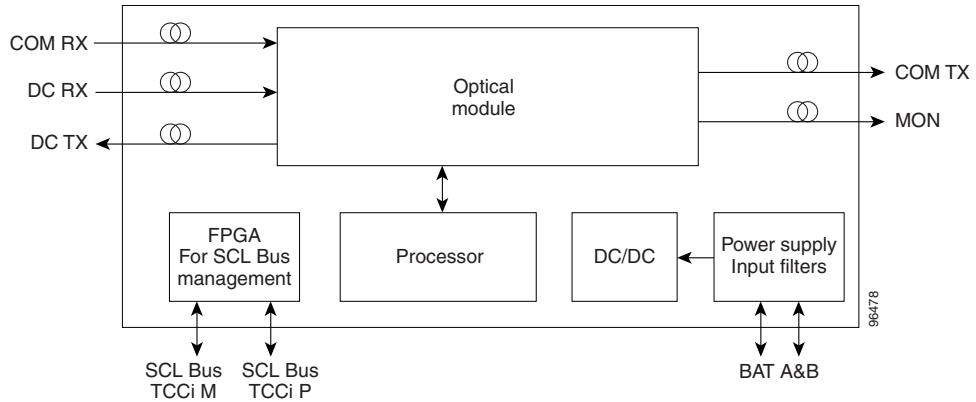 COM RX
DC RX
DC TX
Optical
module
COM TX
MON
FPGA
For SCL Bus
management
Processor
DC/DC
Power supply
Input filters
96478
SCL Bus
TCCi M
SCL Bus
TCCi P
BAT A&B